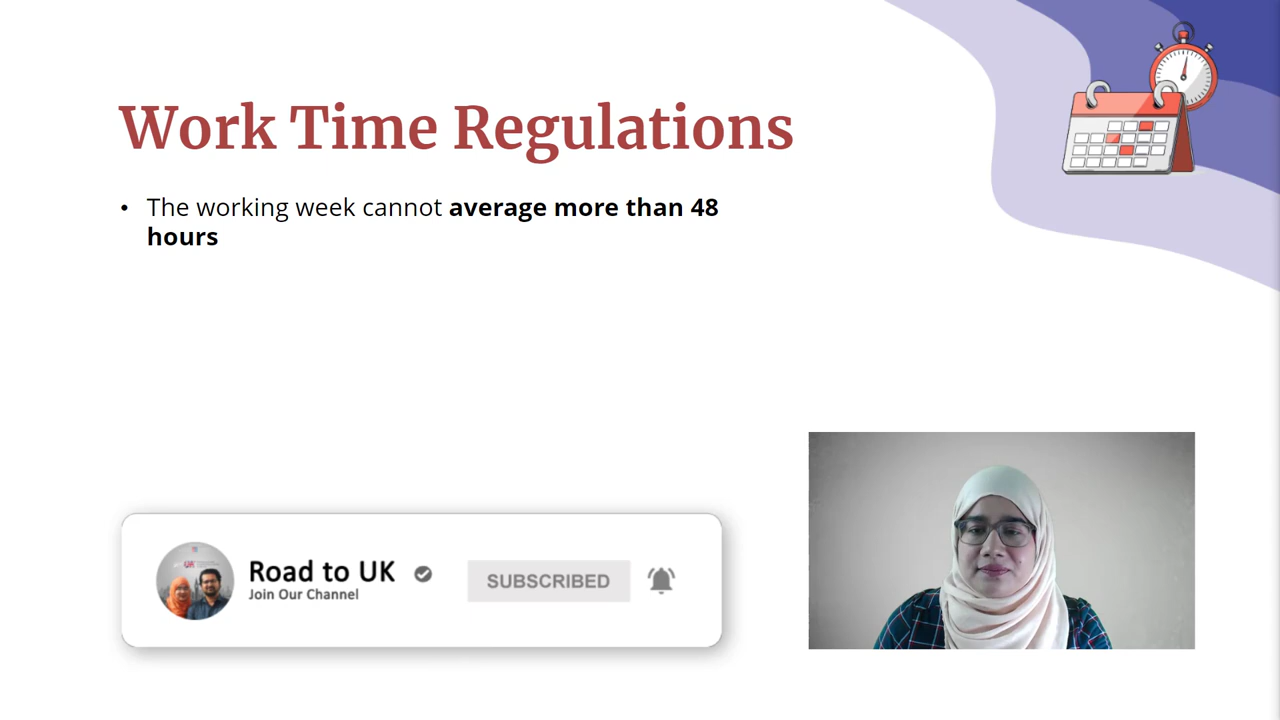 Work Time Regulations
• The working week cannot average more than 48
hours
Road to UK
Join Our Channel
SUBSCRIBED